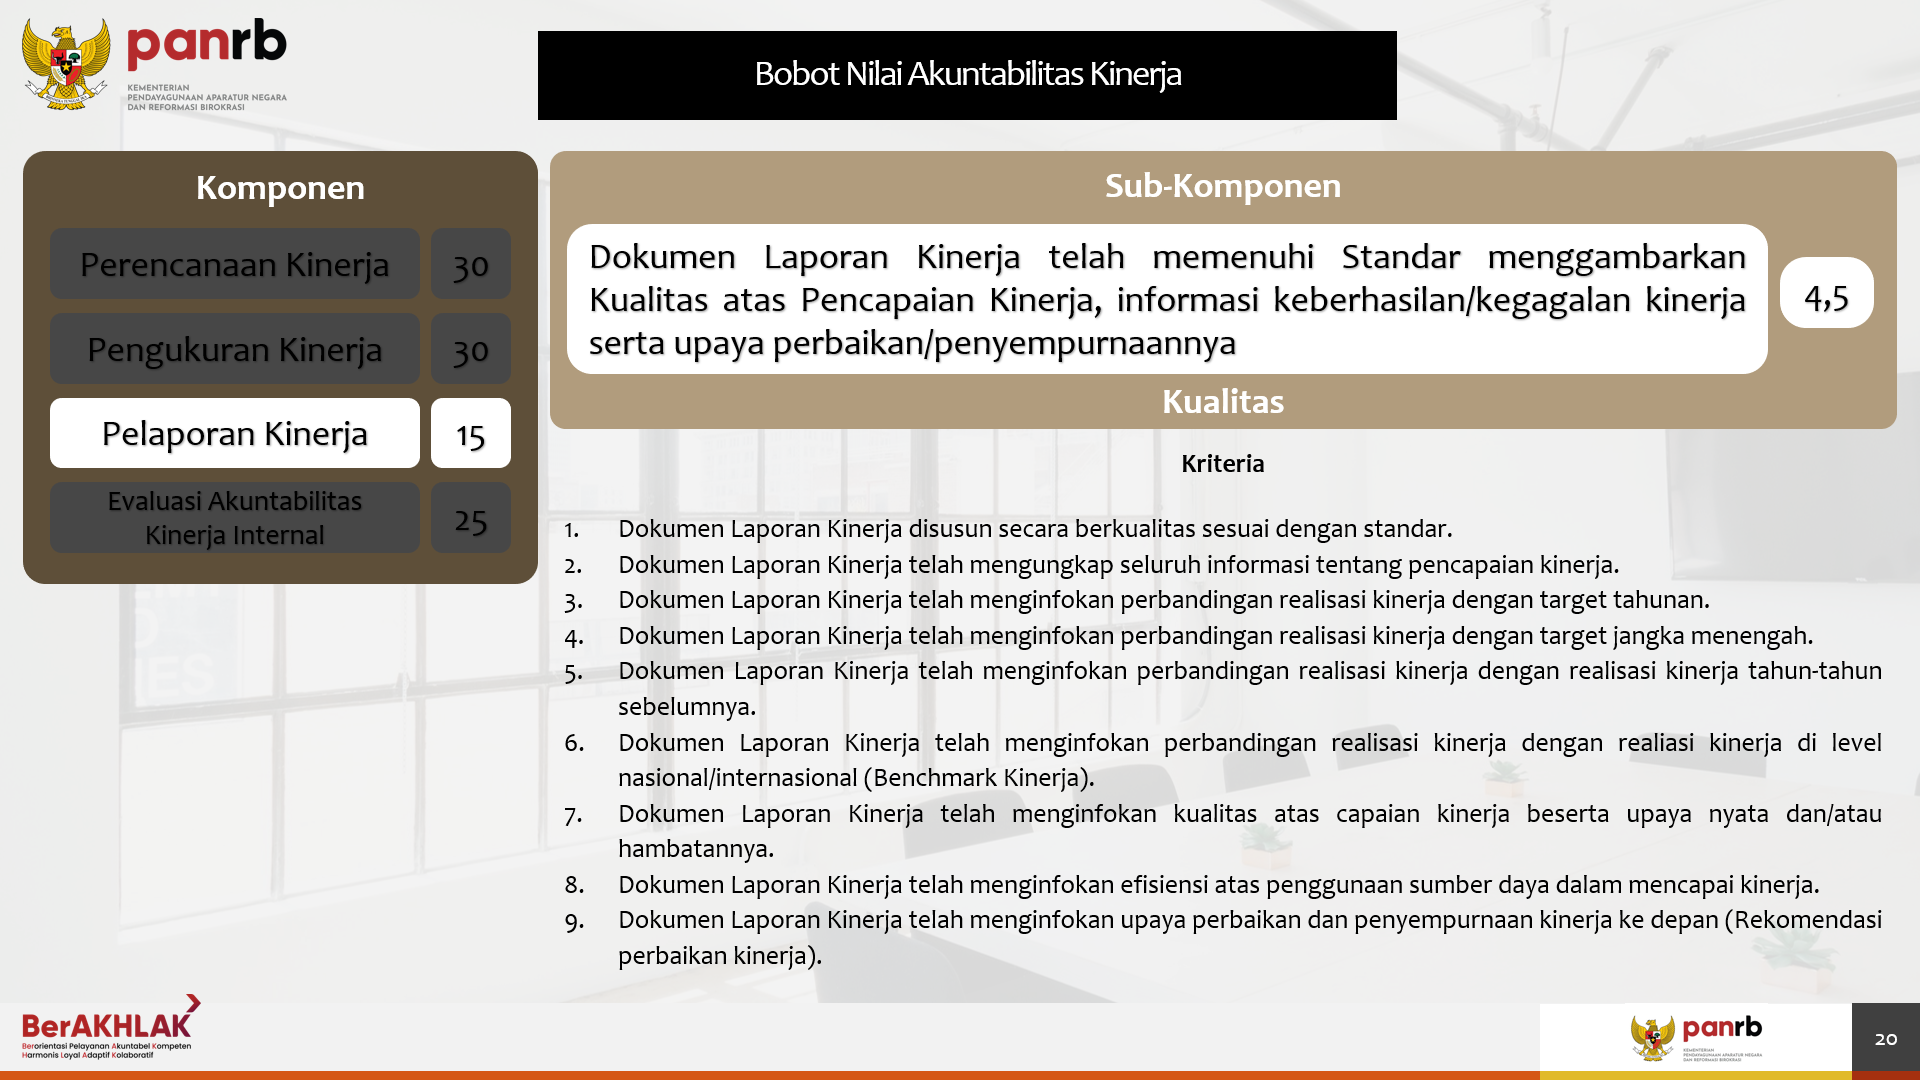 panrb
KEMENTERIAN
PENDAYAGUNAAN APARATUR NEGARA
DAN REFORMASI BIROKRASI
Bobot Nilai Akuntabilitas Kinerja
Komponen
Perencanaan Kinerja 30
Pengukuran Kinerja 30
Pelaporan Kinerja 15
Evaluasi Akuntabilitas
Kinerja Internal 25
Sub-Komponen
Dokumen Laporan Kinerja telah memenuhi Standar menggambarkan
Kualitas atas Pencapaian Kinerja, informasi keberhasilan/kegagalan kinerja
serta upaya perbaikan/penyempurnaannya
4,5
Kualitas
Kriteria
1. Dokumen Laporan Kinerja disusun secara berkualitas sesuai dengan standar.
2. Dokumen Laporan Kinerja telah mengungkap seluruh informasi tentang pencapaian kinerja.
3. Dokumen Laporan Kinerja telah menginfokan perbandingan realisasi kinerja dengan target tahunan.
4. Dokumen Laporan Kinerja telah menginfokan perbandingan realisasi kinerja dengan target jangka menengah.
5. Dokumen Laporan Kinerja telah menginfokan perbandingan realisasi kinerja dengan realisasi kinerja tahun-tahun
sebelumnya.
6. Dokumen Laporan Kinerja telah menginfokan perbandingan realisasi kinerja dengan realiasi kinerja di level
nasional/internasional (Benchmark Kinerja).
7. Dokumen Laporan Kinerja telah menginfokan kualitas atas capaian kinerja beserta upaya nyata dan/atau
hambatannya.
8. Dokumen Laporan Kinerja telah menginfokan efisiensi atas penggunaan sumber daya dalam mencapai kinerja.
9. Dokumen Laporan Kinerja telah menginfokan upaya perbaikan dan penyempurnaan kinerja ke depan (Rekomendasi
perbaikan kinerja).
BerAKHLAK
Berorientasi Pelayanan Akuntabel Kompeten
Harmonis Loyal Adaptif Kolaboratif
panrb
KEMENTERIAN
PENDAYAGUNAAN APARATUR NEGARA
DAN REFORMASI BIROKRASI
20